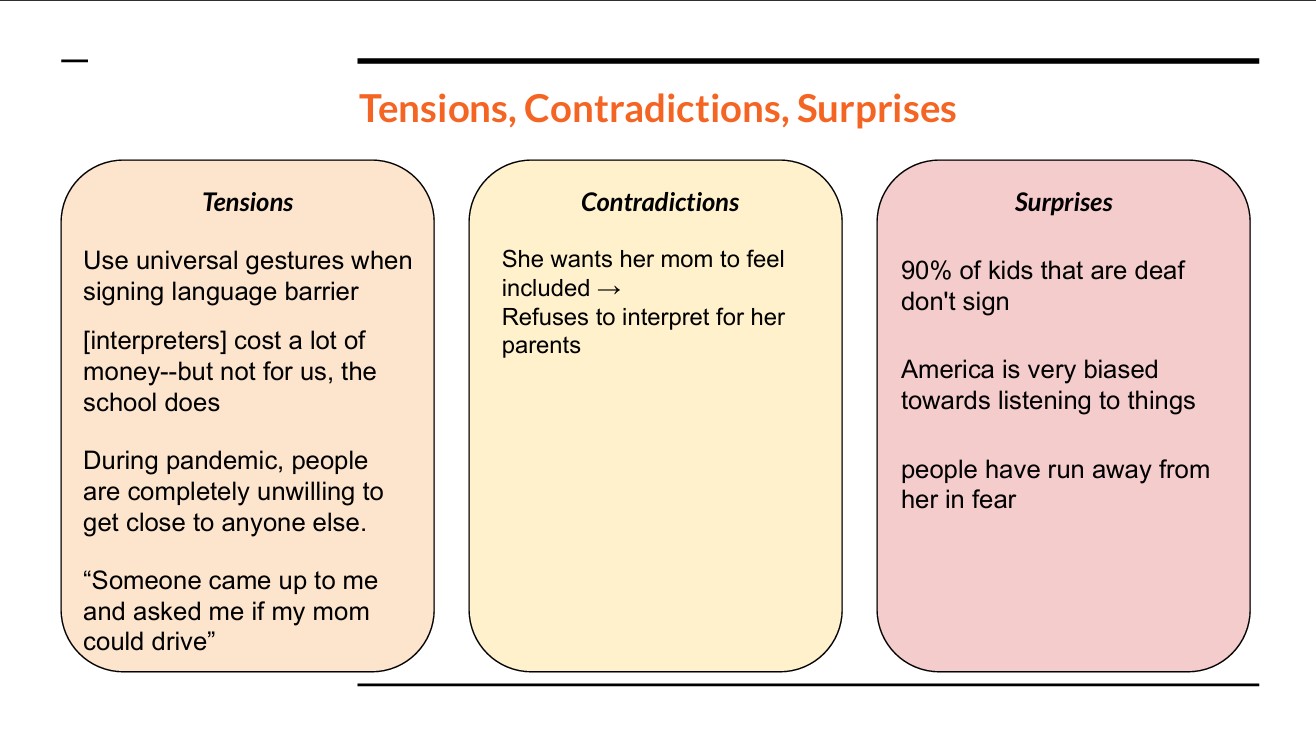 Tensions, Contradictions, Surprises
Tensions
Use universal gestures when
signing language barrier
[interpreters] cost a lot of
money--but not for us, the
school does
During pandemic, people
are completely unwilling to
get close to anyone else.
“Someone came up to me
and asked me if my mom
could drive”
Contradictions
She wants her mom to feel
included →
Refuses to interpret for her
parents
Surprises
90% of kids that are deaf
don't sign
America is very biased
towards listening to things
people have run away from
her in fear